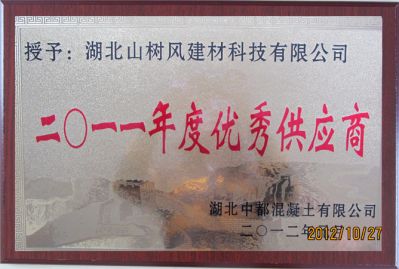 授予：湖北山树风建材科技有限公司
二〇一一年度优秀供应商
湖北中都混凝土有限公司
二〇一二年
2012/10/27